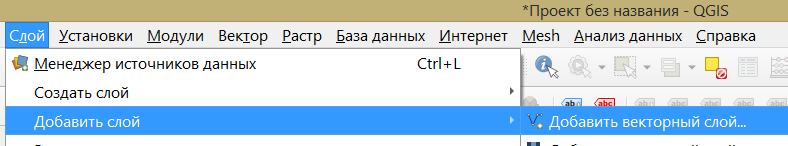 *Проект без названия - QGIS
Слой Установки Модули Вектор Растр База данных Интернет Mesh Анализ данных Справка
Менеджер источников данных Ctrl+L
Создать слой
Добавить слой Добавить векторный слой...